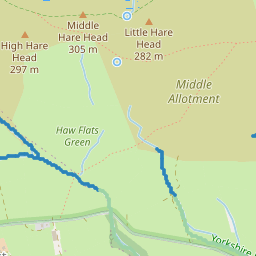 Middle
Hare Head
305 m
Little Hare
Head
282 m
High Hare
Head
297 m
Middle
Allotment
Haw Flats
Green
Yorkshire